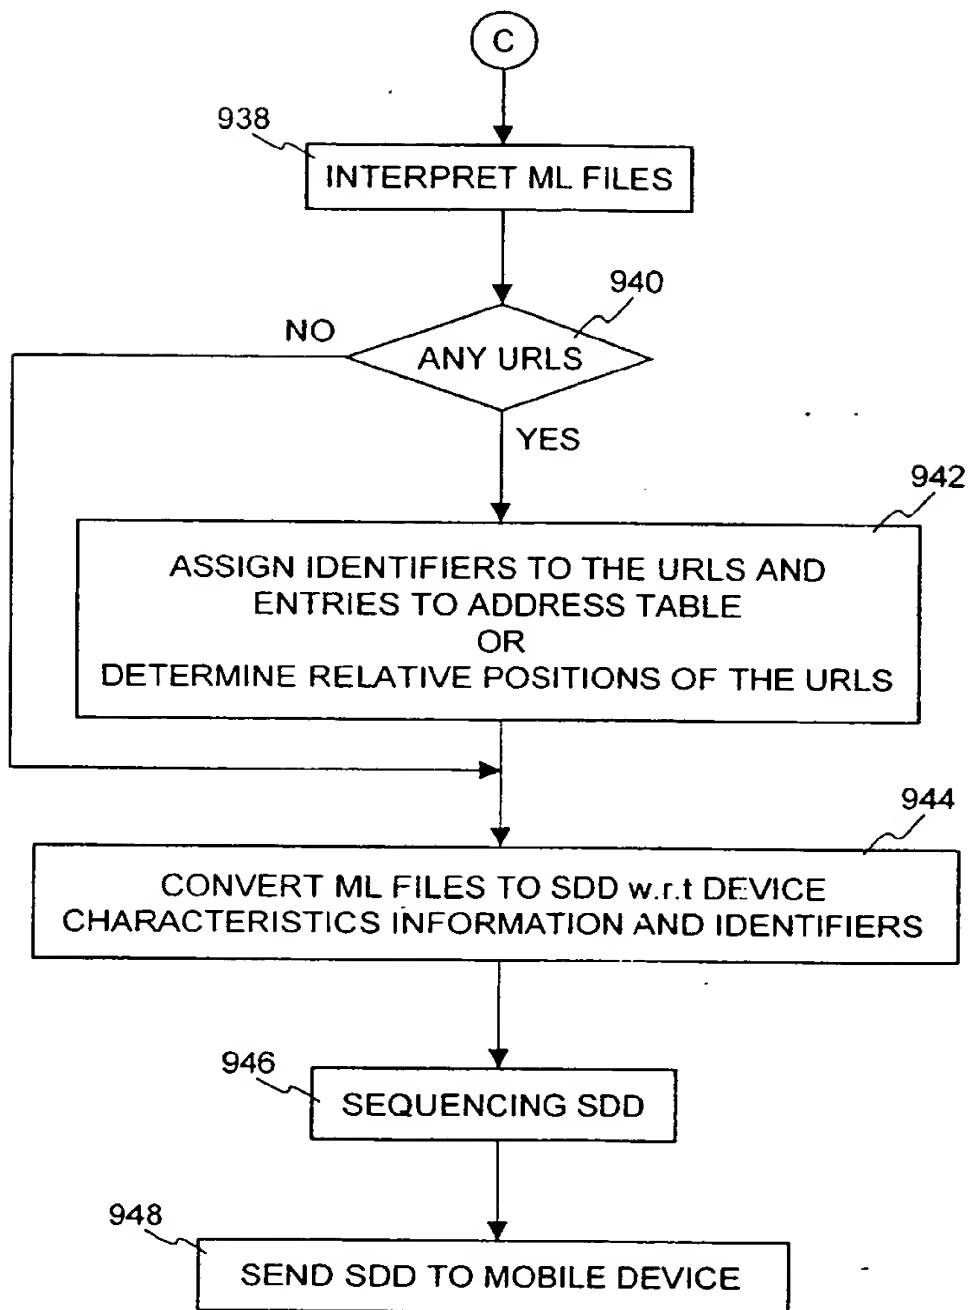 C
938
INTERPRET ML FILES
940
NO
ANY URLS
YES
942
ASSIGN IDENTIFIERS TO THE URLS AND
ENTRIES TO ADDRESS TABLE
OR
DETERMINE RELATIVE POSITIONS OF THE URLS
944
CONVERT ML FILES TO SDD w.r.t DEVICE
CHARACTERISTICS INFORMATION AND IDENTIFIERS
946
SEQUENCING SDD
948
SEND SDD TO MOBILE DEVICE